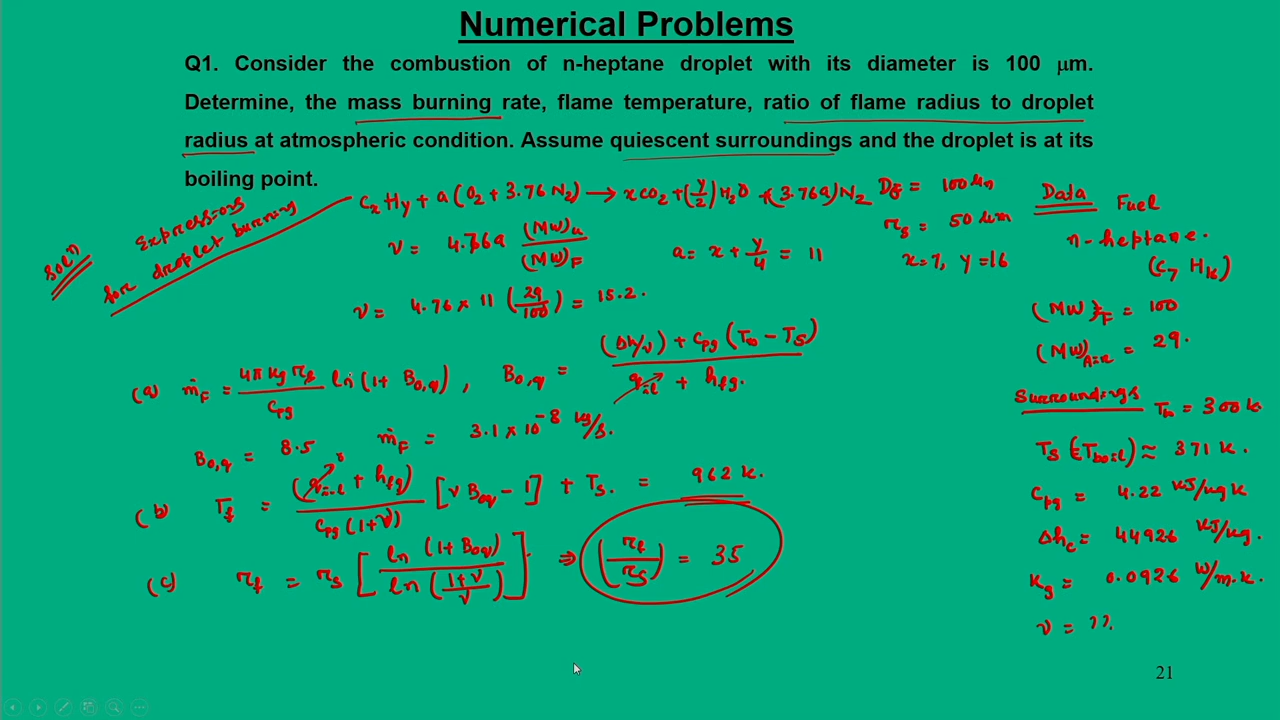 Numerical Problems
Q1. Consider the combustion of n-heptane droplet with its diameter is 100 μm.
Determine, the mass burning rate, flame temperature, ratio of flame radius to droplet
radius at atmospheric condition. Assume quiescent surroundings and the droplet is at its
boiling point.
Sol'n
Expressions
for droplet burning
CxHy + a(O2 + 3.76 N2) → xCO2 + (y/2)H2O + (3.76a)N2
ν = 4.76a (MW)a/(MW)F
a = x + y/4 = 11
ν = 4.76 × 11 (29/100) = 15.2.
(a) ṁF = 4π kg rs/Cpg ln(1 + Bo,q), Bo,q = (Δh/ν) + Cpg (T∞ − Ts)/qi-l + hfg.
Bo,q = 8.5 ṁF = 3.1 × 10^-8 kg/s.
(b) Tf = (qi-l + hfg)/Cpg(1+ν) [ν Boq − 1] + Ts. = 962 K.
(c) rf = rs [ln (1+Boq)/ln (1+ν/ν)] ⇒ (rf/rs) = 35
Data
Fuel
n-heptane.
(C7 H16)
D = 100 μm
rs = 50 μm
x=7, y=16
(MW)F = 100
(MW)Air = 29.
Surroundings T∞ = 300 K
Ts (=Tboil) ≈ 371 K.
Cpg = 4.22 kJ/kg K
Δhc = 44926 kJ/kg.
kg = 0.0926 W/m.K.
ν = ??
21